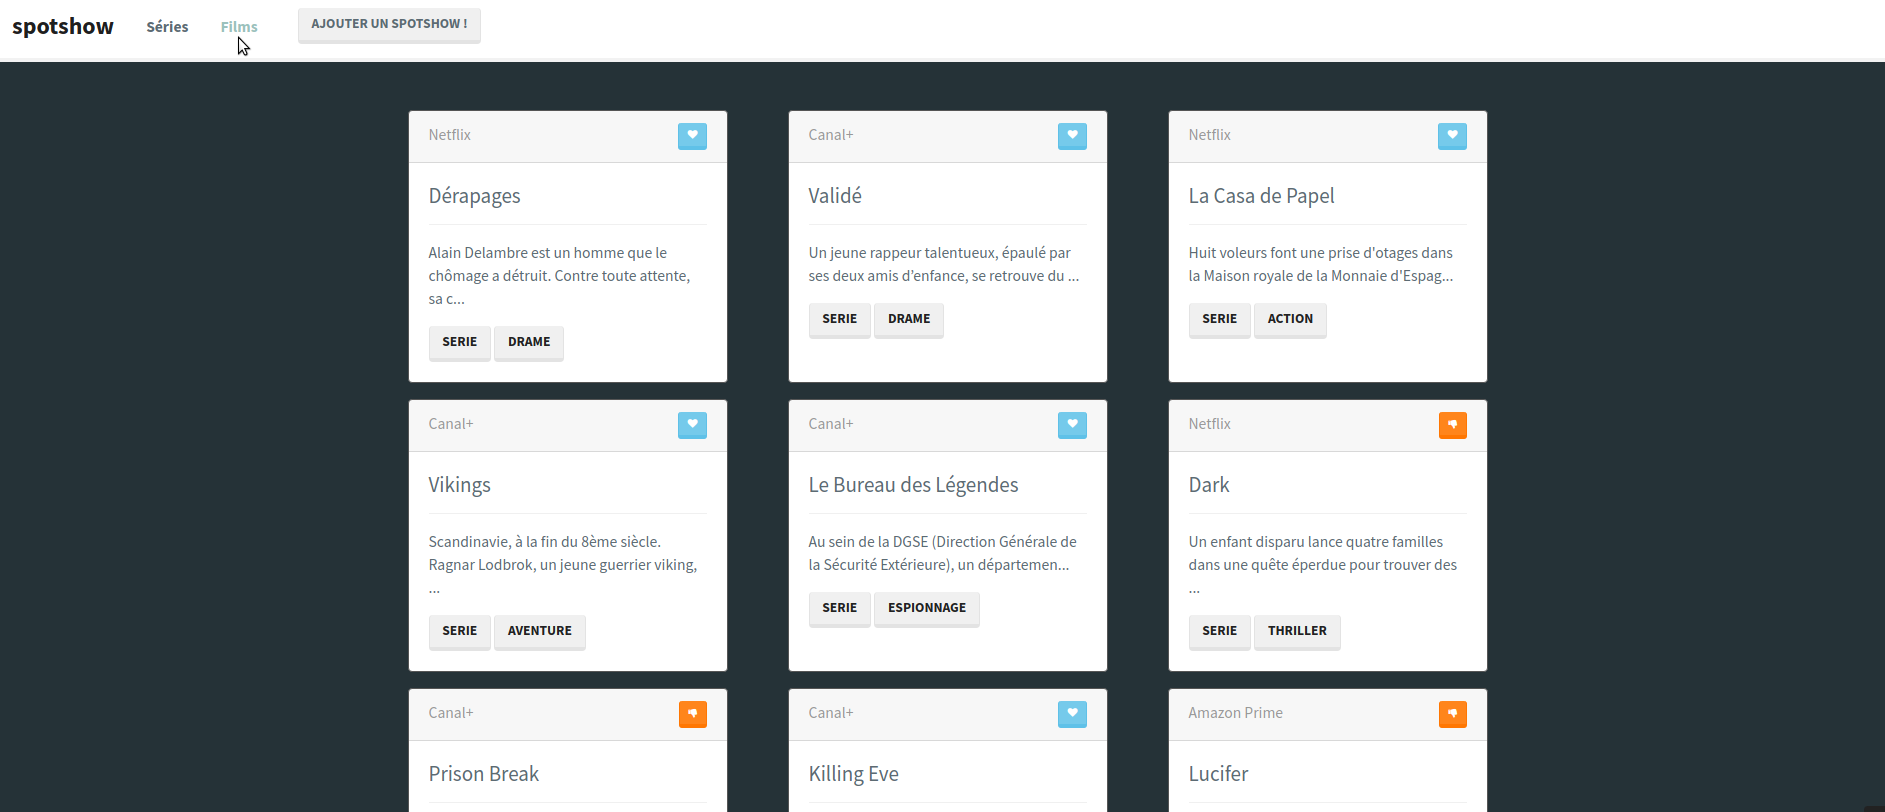 spotshow
Séries
Films
AJOUTER UN SPOTSHOW !
Netflix
Dérapages
Alain Delambre est un homme que le
chômage a détruit. Contre toute attente,
sa c...
SERIE
DRAME
Canal+
Validé
Un jeune rappeur talentueux, épaulé par
ses deux amis d’enfance, se retrouve du ...
SERIE
DRAME
Netflix
La Casa de Papel
Huit voleurs font une prise d'otages dans
la Maison royale de la Monnaie d'Espag...
SERIE
ACTION
Canal+
Vikings
Scandinavie, à la fin du 8ème siècle.
Ragnar Lodbrok, un jeune guerrier viking,
...
SERIE
AVENTURE
Canal+
Le Bureau des Légendes
Au sein de la DGSE (Direction Générale de
la Sécurité Extérieure), un départemen...
SERIE
ESPIONNAGE
Netflix
Dark
Un enfant disparu lance quatre familles
dans une quête éperdue pour trouver des
...
SERIE
THRILLER
Canal+
Prison Break
Canal+
Killing Eve
Amazon Prime
Lucifer